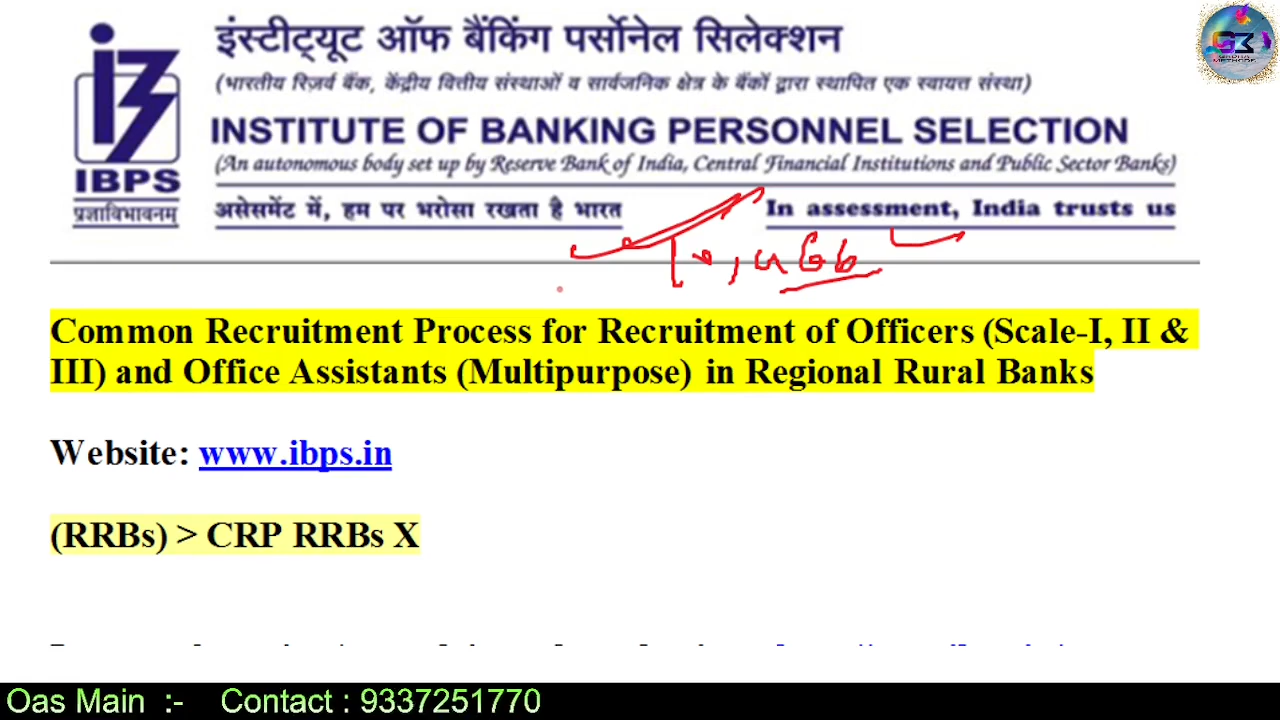 इंस्टीट्यूट ऑफ बैंकिंग पर्सोनेल सिलेक्शन
(भारतीय रिज़र्व बैंक, केंद्रीय वित्तीय संस्थाओं व सार्वजनिक क्षेत्र के बैंकों द्वारा स्थापित एक स्वायत्त संस्था)
INSTITUTE OF BANKING PERSONNEL SELECTION
(An autonomous body set up by Reserve Bank of India, Central Financial Institutions and Public Sector Banks)
IBPS
प्रज्ञाविभावनम्
असेसमेंट में, हम पर भरोसा रखता है भारत
In assessment, India trusts us
Common Recruitment Process for Recruitment of Officers (Scale-I, II &
III) and Office Assistants (Multipurpose) in Regional Rural Banks
Website: www.ibps.in
(RRBs) > CRP RRBs X
Oas Main :- Contact : 9337251770